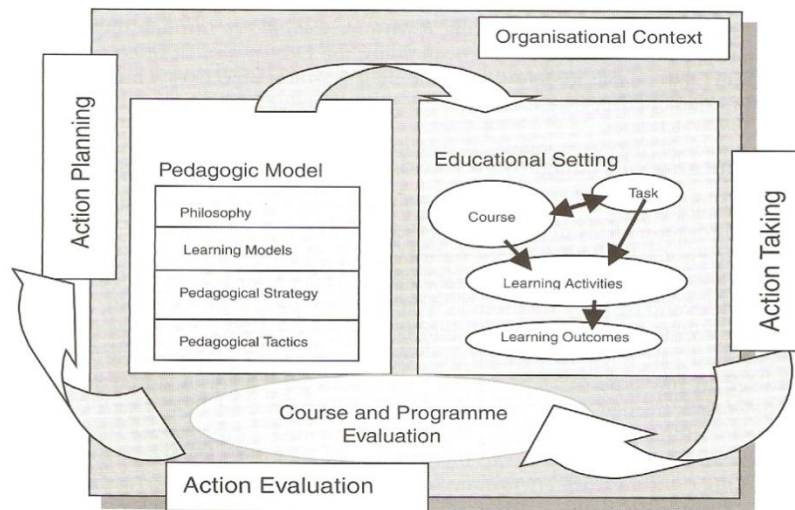 Organisational Context
Action Planning
Pedagogic Model
Philosophy
Learning Models
Pedagogical Strategy
Pedagogical Tactics
Educational Setting
Course
Task
Learning Activities
Learning Outcomes
Action Taking
Course and Programme
Evaluation
Action Evaluation